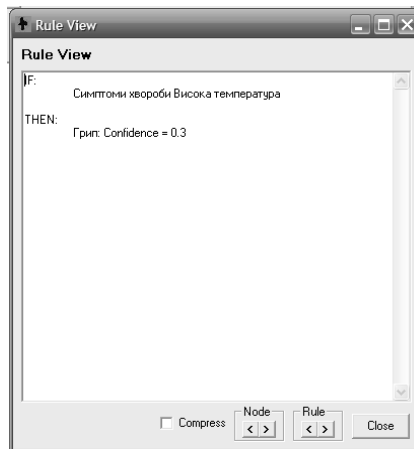 Rule View
Rule View
IF:
Симптоми хвороби Висока температура
THEN:
Грип: Confidence = 0.3
Compress
Node
< >
Rule
< >
Close